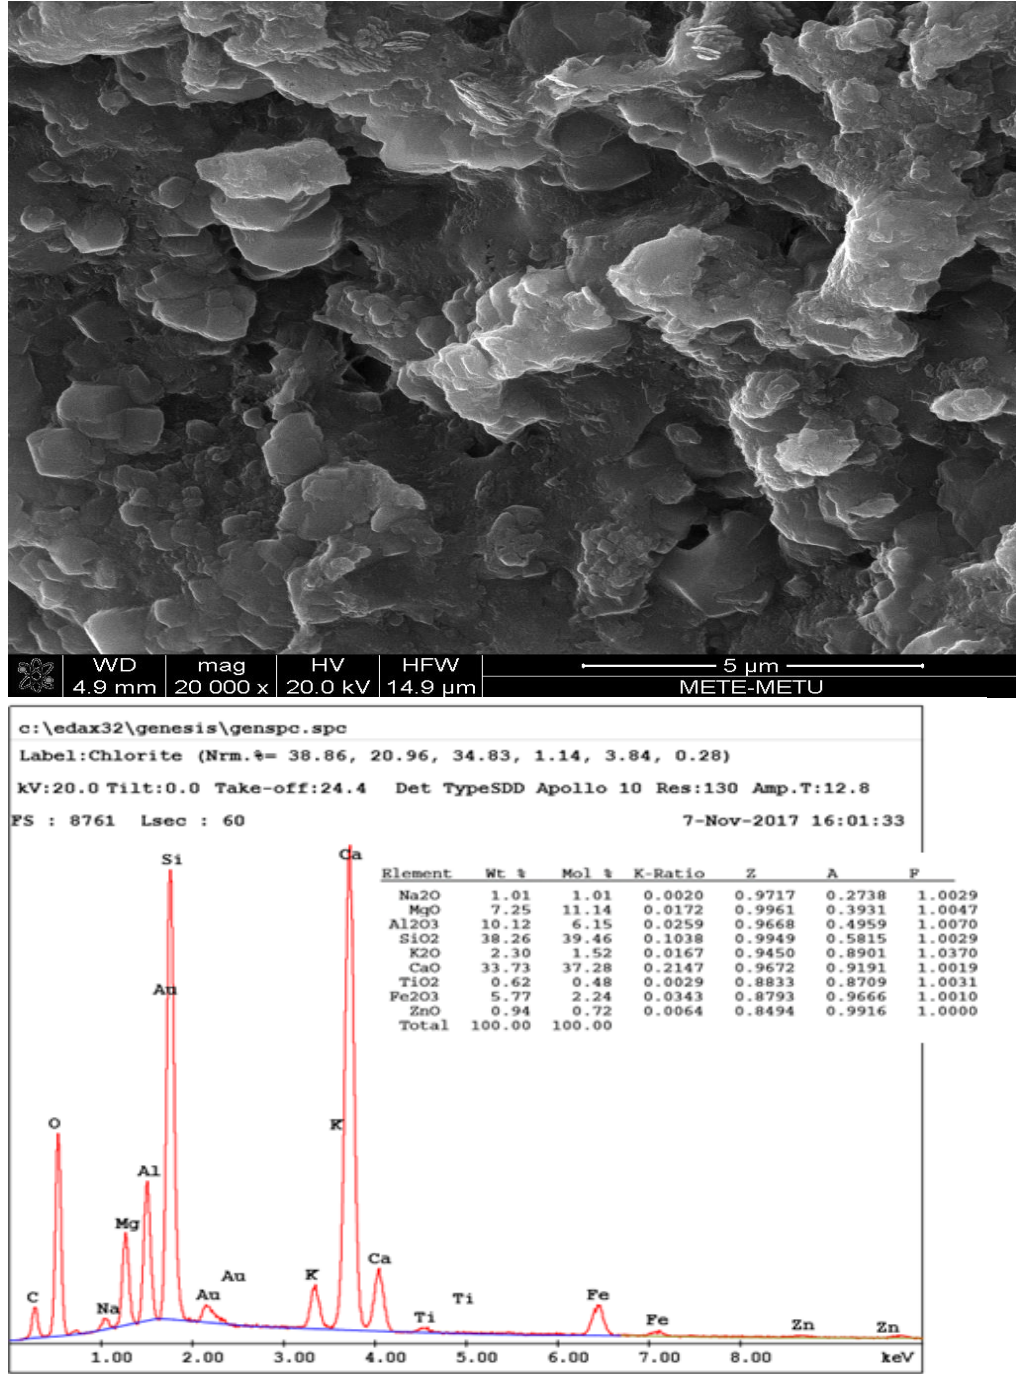 WD mag HV HFW 5 µm
4.9 mm 20 000 x 20.0 kV 14.9 µm METE-METU
c:\edax32\genesis\genspc.spc
Label:Chlorite (Nrm.%= 38.86, 20.96, 34.83, 1.14, 3.84, 0.28)
kV:20.0 Tilt:0.0 Take-off:24.4 Det TypeSDD Apollo 10 Res:130 Amp.T:12.8
FS : 8761 Lsec : 60 7-Nov-2017 16:01:33
Si Ca
Element Wt % Mol % K-Ratio Z A F
Na2O 1.01 1.01 0.0020 0.9717 0.2738 1.0029
MgO 7.25 11.14 0.0172 0.9961 0.3931 1.0047
Al2O3 10.12 6.15 0.0259 0.9668 0.4959 1.0070
SiO2 38.26 39.46 0.1038 0.9949 0.5815 1.0029
K2O 2.30 1.52 0.0167 0.9450 0.8901 1.0370
CaO 33.73 37.28 0.2147 0.9672 0.9191 1.0019
TiO2 0.62 0.48 0.0029 0.8833 0.8709 1.0031
Fe2O3 5.77 2.24 0.0343 0.8793 0.9666 1.0010
ZnO 0.94 0.72 0.0064 0.8494 0.9916 1.0000
Total 100.00 100.00
Au
O K
Al
Mg
Ca
K Au
C Na Au Ti Ti Fe Fe Zn Zn
1.00 2.00 3.00 4.00 5.00 6.00 7.00 8.00 keV